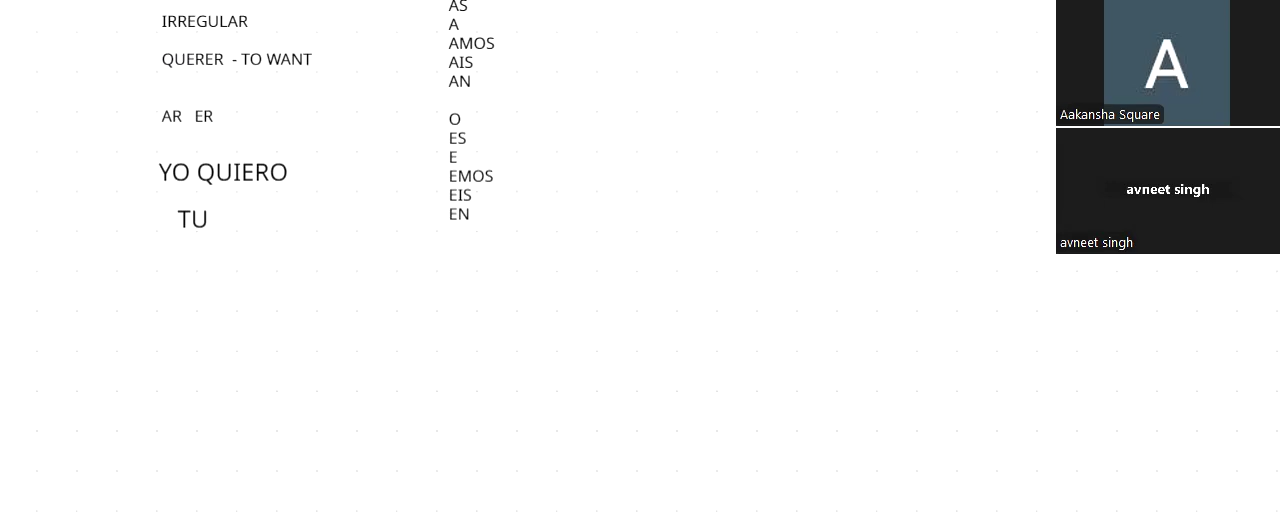 IRREGULAR
QUERER - TO WANT
AR ER
YO QUIERO
TU
AS
A
AMOS
AIS
AN
O
ES
E
EMOS
EIS
EN
A
Aakansha Square
avneet singh
avneet singh